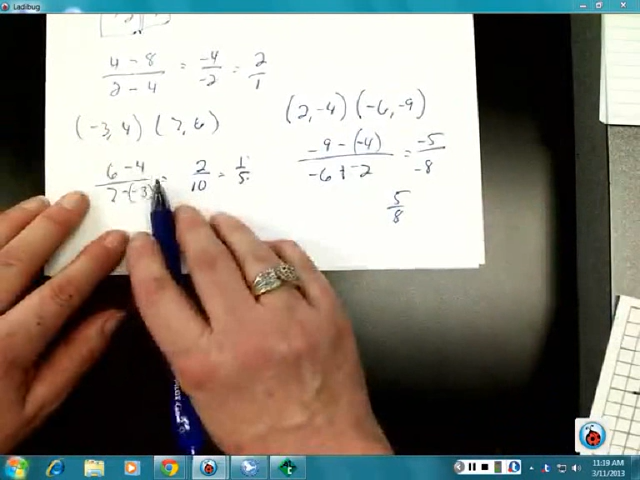 Ladibug
4 - 8 / 2 - 4 = -4 / -2 = 2 / 1
(-3, 4) (7, 6)
6 - 4 / 7 - (-3) = 2 / 10 = 1 / 5
(2, -4) (-6, -9)
-9 - (-4) / -6 + -2 = -5 / -8
5 / 8
11:19 AM
3/11/2013